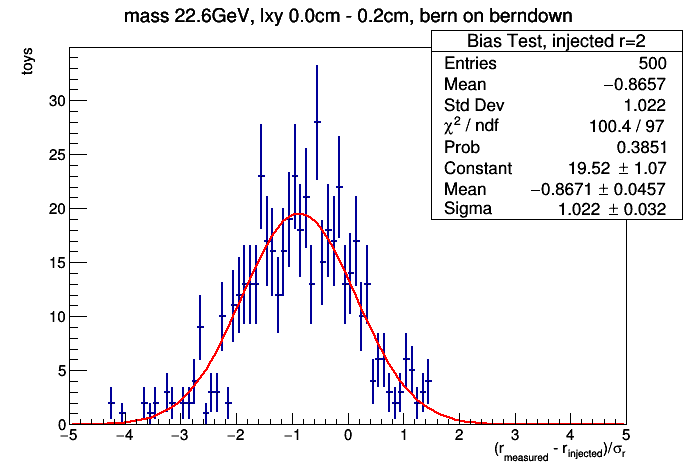 mass 22.6GeV, lxy 0.0cm - 0.2cm, bern on berndown
Bias Test, injected r=2
Entries 500
Mean −0.8657
Std Dev 1.022
χ² / ndf 100.4 / 97
Prob 0.3851
Constant 19.52 ± 1.07
Mean −0.8671 ± 0.0457
Sigma 1.022 ± 0.032
toys
30
25
20
15
10
5
0
−5 −4 −3 −2 −1 0 1 2 3 4 5
(r_measured - r_injected)/σ_r